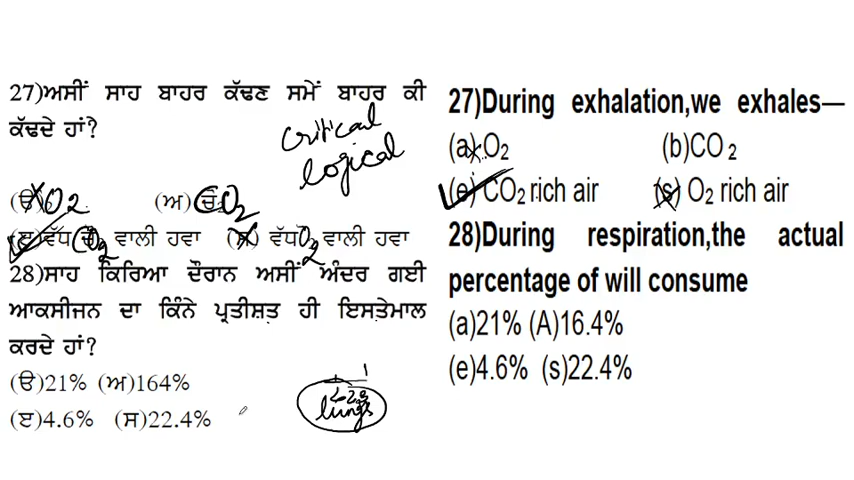 27)ਅਸੀਂ ਸਾਹ ਬਾਹਰ ਕੱਢਣ ਸਮੇਂ ਬਾਹਰ ਕੀ
ਕੱਢਦੇ ਹਾਂ?
critical
logical
(ੳ) O2
(ਅ) CO2
(ੲ)ਵੱਧ CO2 ਵਾਲੀ ਹਵਾ (ਸ) ਵੱਧ O2 ਵਾਲੀ ਹਵਾ
28)ਸਾਹ ਕਿਰਿਆ ਦੌਰਾਨ ਅਸੀਂ ਅੰਦਰ ਗਈ
ਆਕਸੀਜਨ ਦਾ ਕਿੰਨੇ ਪ੍ਰਤੀਸ਼ਤ ਹੀ ਇਸਤੇਮਾਲ
ਕਰਦੇ ਹਾਂ?
(ੳ)21% (ਅ)164%
(ੲ)4.6% (ਸ)22.4%
lungs
27)During exhalation,we exhales—
(a) O2 (b)CO2
(e) CO2 rich air (s) O2 rich air
28)During respiration,the actual
percentage of will consume
(a)21% (A)16.4%
(e)4.6% (s)22.4%